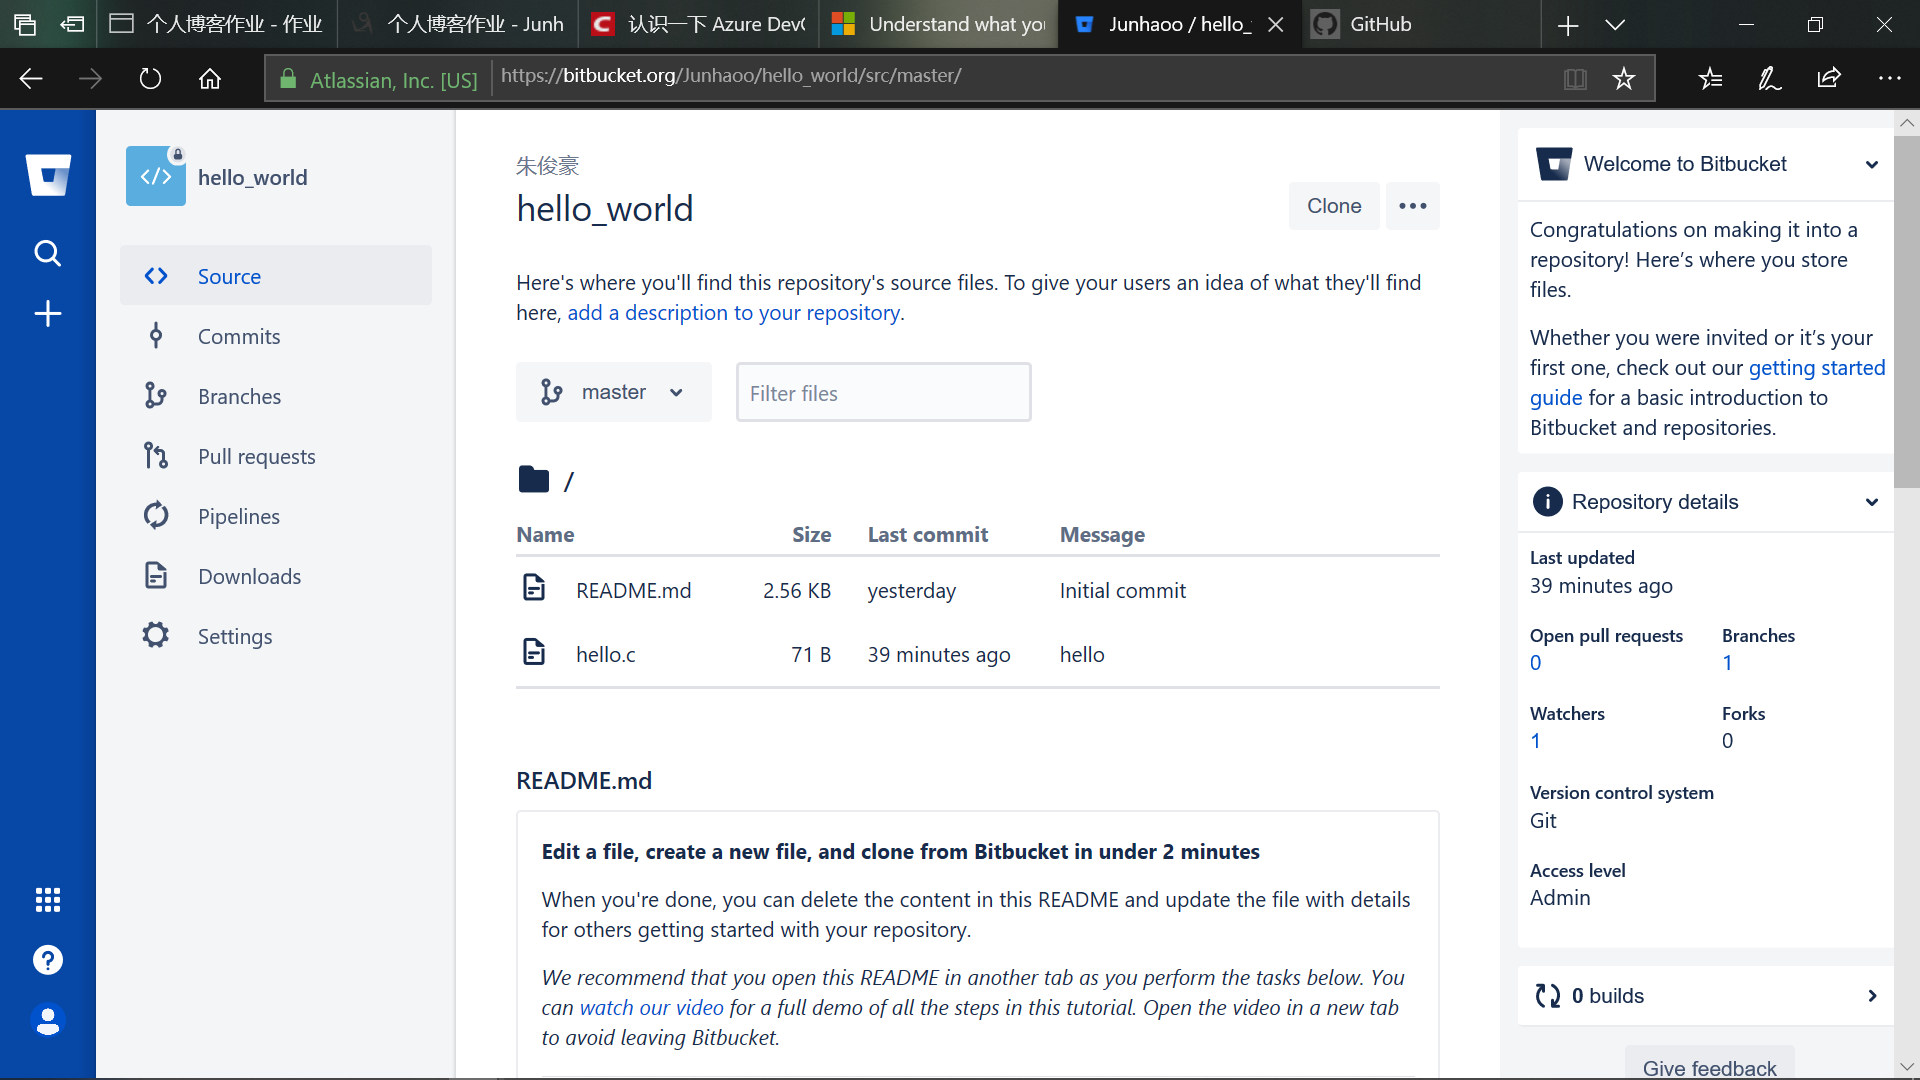 个人博客作业 - 作业
个人博客作业 - Junh
认识一下 Azure DevO
Understand what you
Junhaoo / hello_
GitHub
Atlassian, Inc. [US]
https://bitbucket.org/Junhaoo/hello_world/src/master/
hello_world
Source
Commits
Branches
Pull requests
Pipelines
Downloads
Settings
朱俊豪
hello_world
Clone
Here's where you'll find this repository's source files. To give your users an idea of what they'll find
here, add a description to your repository.
master
Filter files
/
Name Size Last commit Message
README.md 2.56 KB yesterday Initial commit
hello.c 71 B 39 minutes ago hello
README.md
Edit a file, create a new file, and clone from Bitbucket in under 2 minutes
When you're done, you can delete the content in this README and update the file with details
for others getting started with your repository.
We recommend that you open this README in another tab as you perform the tasks below. You
can watch our video for a full demo of all the steps in this tutorial. Open the video in a new tab
to avoid leaving Bitbucket.
Welcome to Bitbucket
Congratulations on making it into a
repository! Here’s where you store
files.
Whether you were invited or it’s your
first one, check out our getting started
guide for a basic introduction to
Bitbucket and repositories.
Repository details
Last updated
39 minutes ago
Open pull requests Branches
0 1
Watchers Forks
1 0
Version control system
Git
Access level
Admin
0 builds
Give feedback